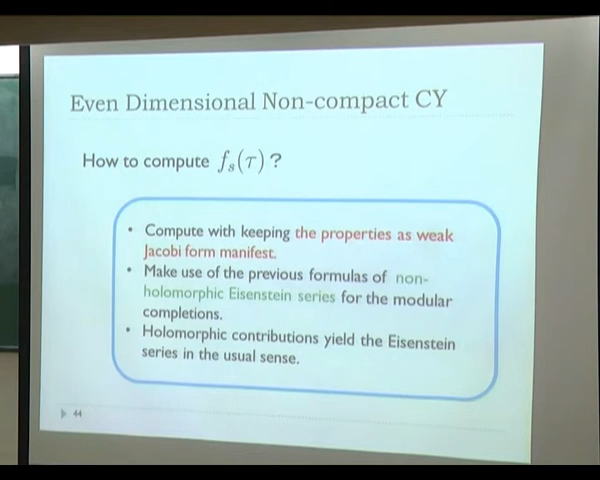 Even Dimensional Non-compact CY
How to compute f_s(τ) ?
• Compute with keeping the properties as weak
Jacobi form manifest.
• Make use of the previous formulas of non-
holomorphic Eisenstein series for the modular
completions.
• Holomorphic contributions yield the Eisenstein
series in the usual sense.
44